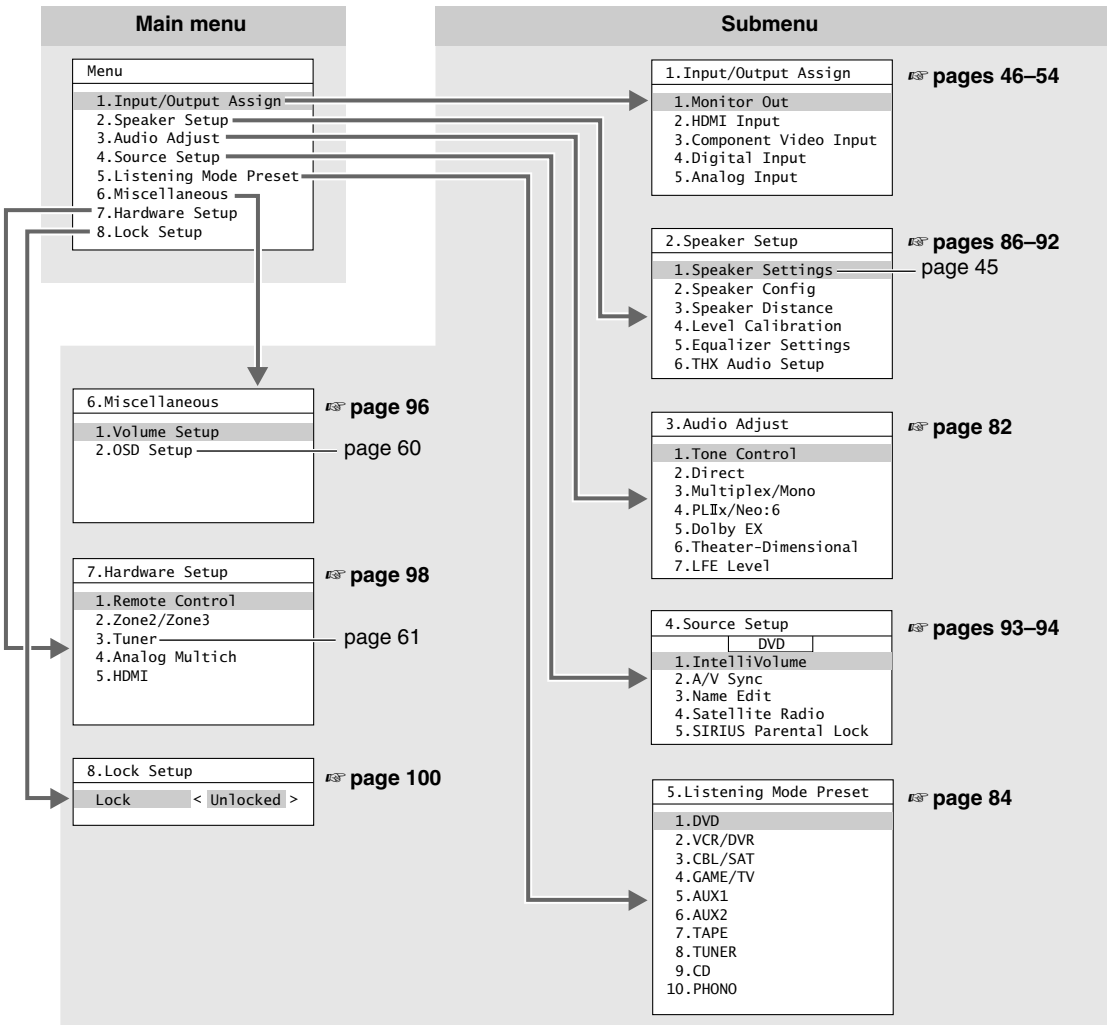 Main menu
Submenu
Menu
1.Input/Output Assign
2.Speaker Setup
3.Audio Adjust
4.Source Setup
5.Listening Mode Preset
6.Miscellaneous
7.Hardware Setup
8.Lock Setup
1.Input/Output Assign
☞ pages 46–54
1.Monitor Out
2.HDMI Input
3.Component Video Input
4.Digital Input
5.Analog Input
2.Speaker Setup
☞ pages 86–92
1.Speaker Settings
page 45
2.Speaker Config
3.Speaker Distance
4.Level Calibration
5.Equalizer Settings
6.THX Audio Setup
3.Audio Adjust
☞ page 82
1.Tone Control
2.Direct
3.Multiplex/Mono
4.PLⅡx/Neo:6
5.Dolby EX
6.Theater-Dimensional
7.LFE Level
4.Source Setup
☞ pages 93–94
DVD
1.IntelliVolume
2.A/V Sync
3.Name Edit
4.Satellite Radio
5.SIRIUS Parental Lock
5.Listening Mode Preset
☞ page 84
1.DVD
2.VCR/DVR
3.CBL/SAT
4.GAME/TV
5.AUX1
6.AUX2
7.TAPE
8.TUNER
9.CD
10.PHONO
6.Miscellaneous
☞ page 96
1.Volume Setup
2.OSD Setup
page 60
7.Hardware Setup
☞ page 98
1.Remote Control
2.Zone2/Zone3
3.Tuner
page 61
4.Analog Multich
5.HDMI
8.Lock Setup
☞ page 100
Lock < Unlocked >